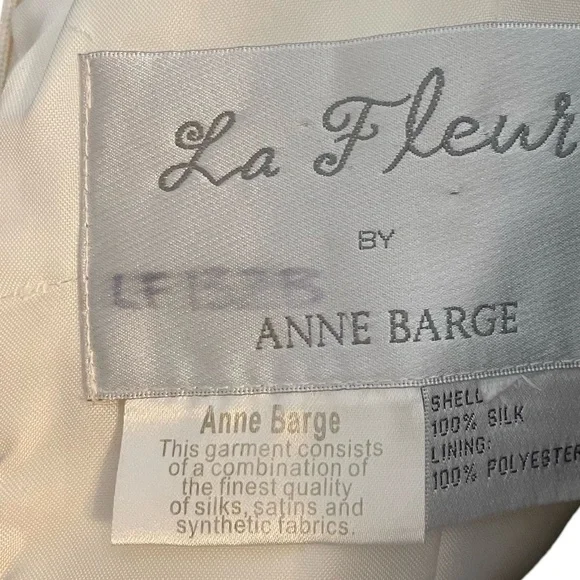 La Fleur
BY
ANNE BARGE
Anne Barge
This garment consists
of a combination of
the finest quality
of silks, satins and
synthetic fabrics.
SHELL
100% SILK
LINING:
100% POLYESTER